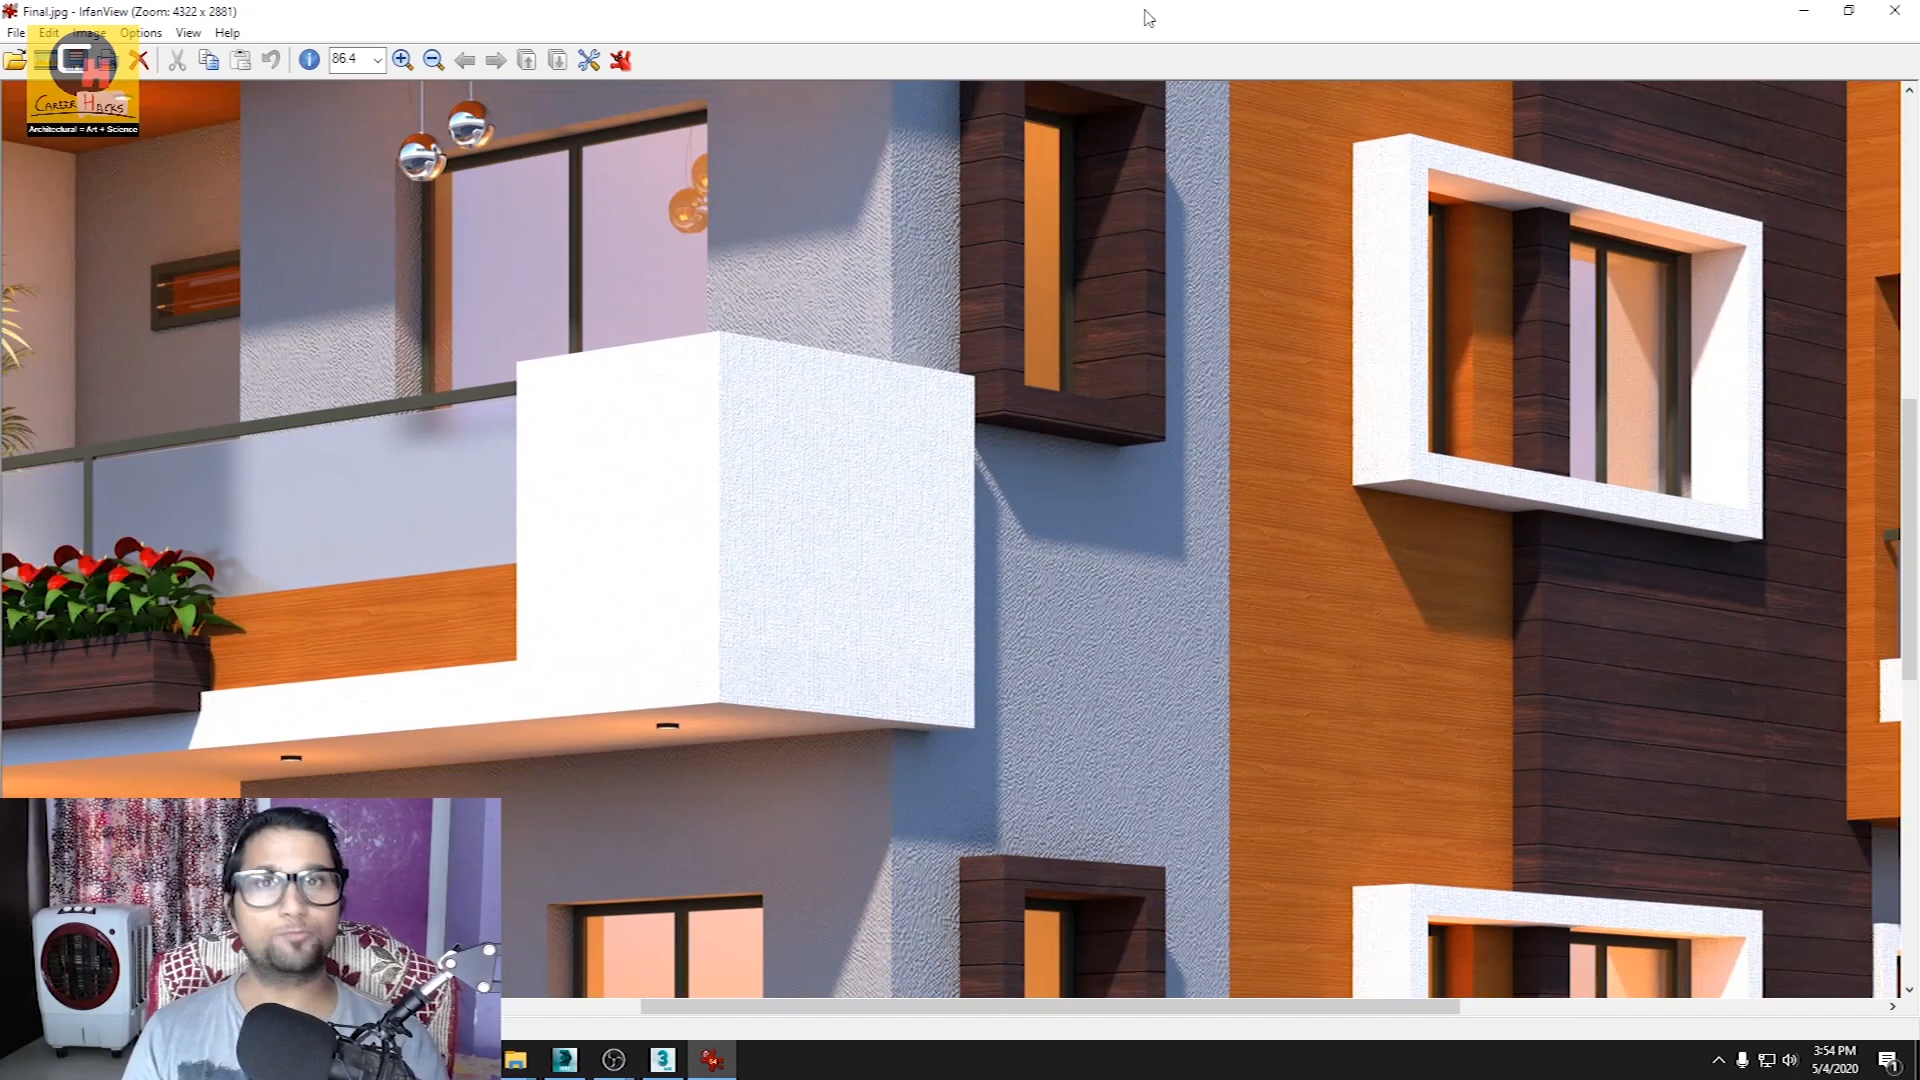 Final.jpg - IrfanView (Zoom: 4322 x 2881)
File Edit Image Options View Help
86.4
CAREER HACKS
Architectural = Art + Science
3:54 PM
5/4/2020